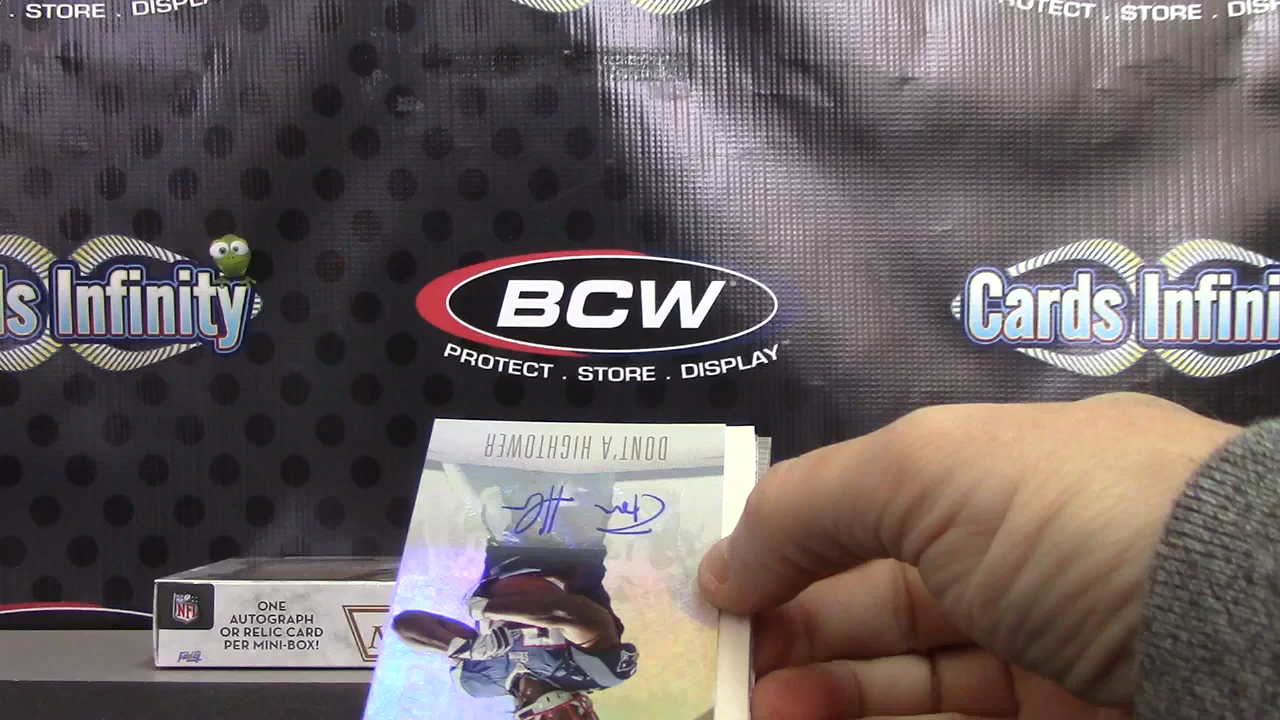 . STORE . DISPL
PROTECT . STORE . DIS
ds Infinity
BCW
PROTECT . STORE . DISPLAY
Cards Infini
DONT'A HIGHTOWER
NFL
ONE
AUTOGRAPH
OR RELIC CARD
PER MINI-BOX!